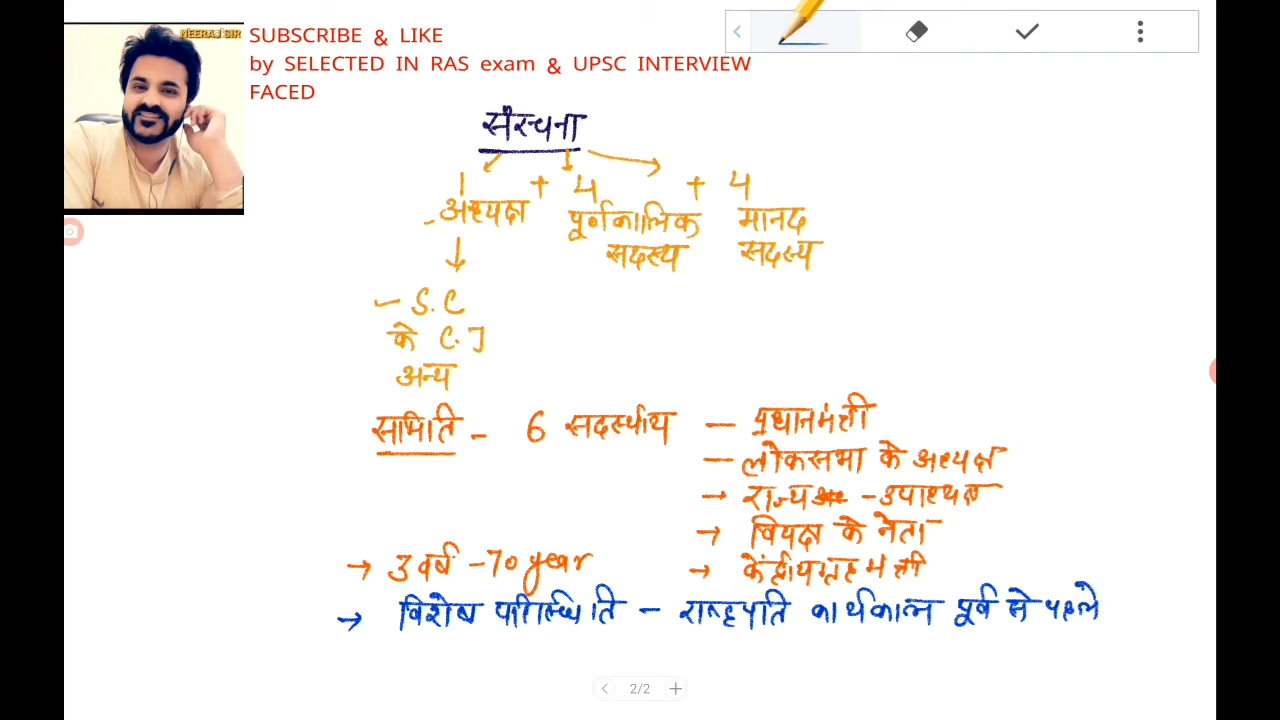 NEERAJ SIR
SUBSCRIBE & LIKE
by SELECTED IN RAS exam & UPSC INTERVIEW
FACED
संरचना
1 + 4 + 4
अध्यक्ष पूर्णकालिक मानद
सदस्य सदस्य
- S.C
के C.J
अन्य
समिति - 6 सदस्यीय - प्रधानमंत्री
- लोकसभा के अध्यक्ष
→ राज्य - उपाध्यक्ष
→ विपक्ष के नेता
→ 3 वर्ष - 70 year → केंद्रीय गृह मंत्री
→ विशेष परिस्थिति - राष्ट्रपति कार्यकाल पूर्व से पहले
2/2